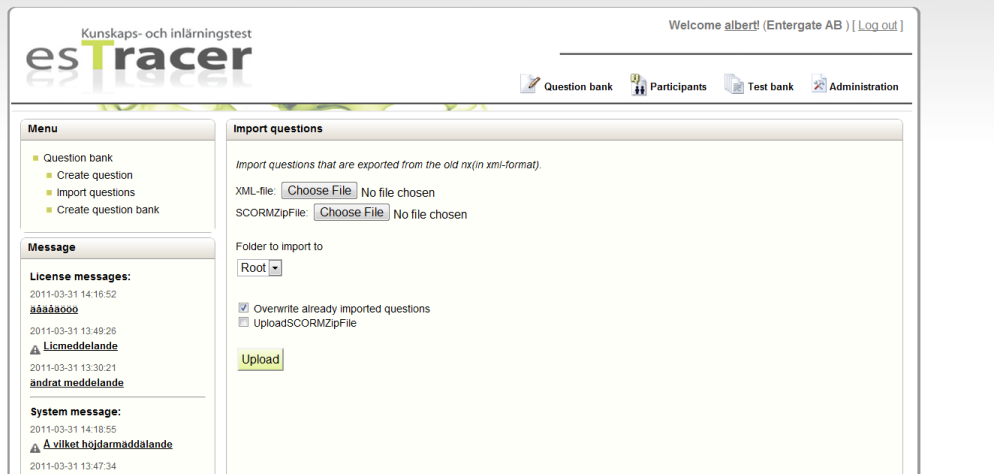 Kunskaps- och inlärningstest
esTracer
Welcome albert! (Entergate AB ) [ Log out ]
Question bank
Participants
Test bank
Administration
Menu
Question bank
Create question
Import questions
Create question bank
Message
License messages:
2011-03-31 14:16:52
äåäåäööö
2011-03-31 13:49:26
Licmeddelande
2011-03-31 13:30:21
ändrat meddelande
System message:
2011-03-31 14:18:55
Å vilket höjdarmäddälande
2011-03-31 13:47:34
Import questions
Import questions that are exported from the old nx(in xml-format).
XML-file: Choose File No file chosen
SCORMZipFile: Choose File No file chosen
Folder to import to
Root
Overwrite already imported questions
UploadSCORMZipFile
Upload